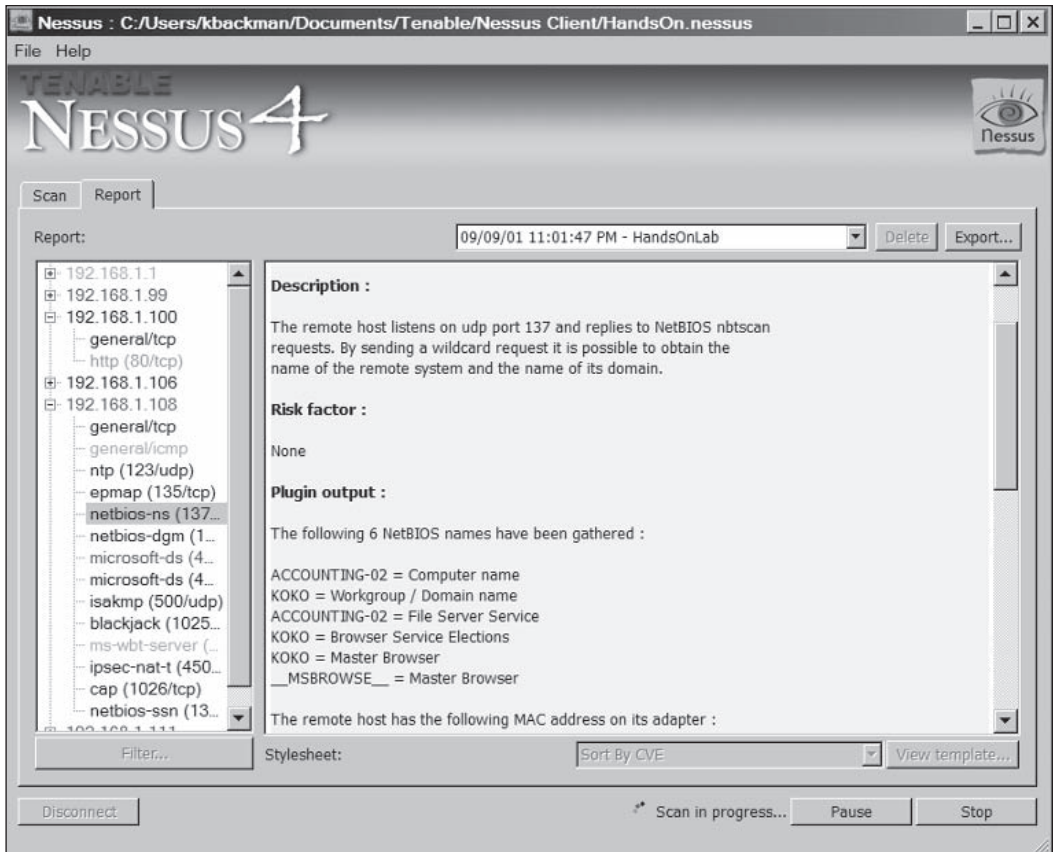 Nessus : C:/Users/kbackman/Documents/Tenable/Nessus Client/HandsOn.nessus
File Help
TENABLE
NESSUS 4
Nessus
Scan Report
Report:
09/09/01 11:01:47 PM - HandsOnLab
Delete
Export...
192.168.1.1
192.168.1.99
192.168.1.100
general/tcp
http (80/tcp)
192.168.1.106
192.168.1.108
general/tcp
general/icmp
ntp (123/udp)
epmap (135/tcp)
netbios-ns (137...
netbios-dgm (1...
microsoft-ds (4...
microsoft-ds (4...
isakmp (500/udp)
blackjack (1025...
ms-wbt-server (...
ipsec-nat-t (450...
cap (1026/tcp)
netbios-ssn (13...
192.168.1.111
Description :
The remote host listens on udp port 137 and replies to NetBIOS nbtscan
requests. By sending a wildcard request it is possible to obtain the
name of the remote system and the name of its domain.
Risk factor :
None
Plugin output :
The following 6 NetBIOS names have been gathered :
ACCOUNTING-02 = Computer name
KOKO = Workgroup / Domain name
ACCOUNTING-02 = File Server Service
KOKO = Browser Service Elections
KOKO = Master Browser
__MSBROWSE__ = Master Browser
The remote host has the following MAC address on its adapter :
Filter...
Stylesheet:
Sort By CVE
View template...
Disconnect
Scan in progress...
Pause
Stop